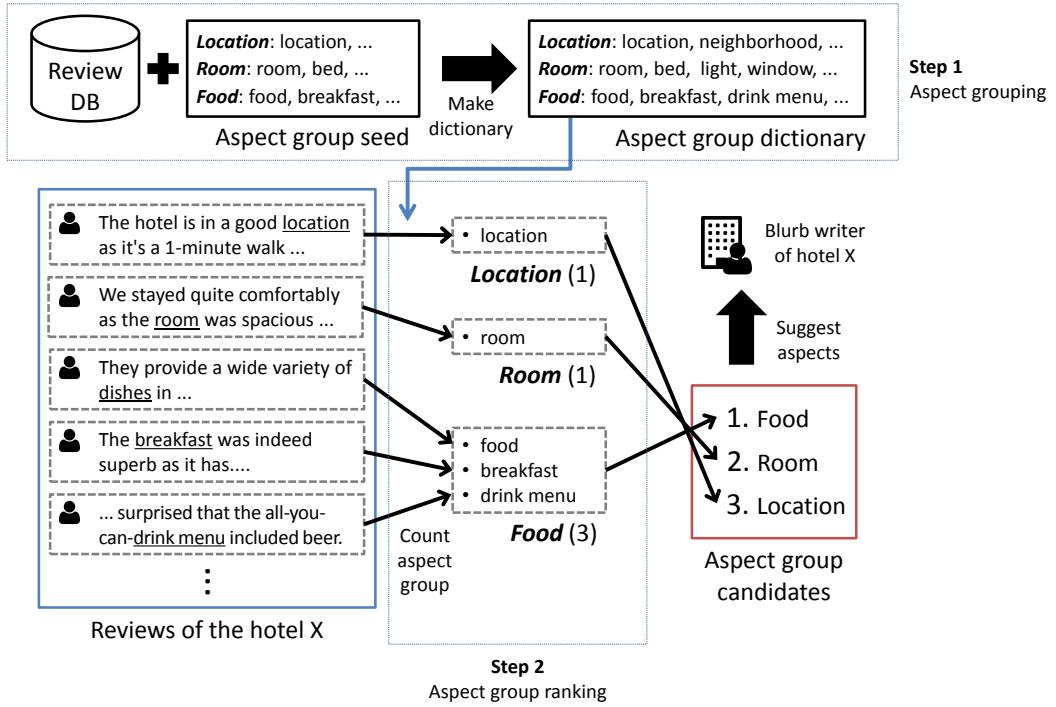 Review
DB
Location: location, ...
Room: room, bed, ...
Food: food, breakfast, ...
Aspect group seed
Make
dictionary
Location: location, neighborhood, ...
Room: room, bed, light, window, ...
Food: food, breakfast, drink menu, ...
Aspect group dictionary
Step 1
Aspect grouping
The hotel is in a good location
as it's a 1-minute walk ...
We stayed quite comfortably
as the room was spacious ...
They provide a wide variety of
dishes in ...
The breakfast was indeed
superb as it has....
... surprised that the all-you-
can-drink menu included beer.
⋮
Reviews of the hotel X
• location
Location (1)
• room
Room (1)
• food
• breakfast
• drink menu
Food (3)
Count
aspect
group
Step 2
Aspect group ranking
Blurb writer
of hotel X
Suggest
aspects
1. Food
2. Room
3. Location
Aspect group
candidates